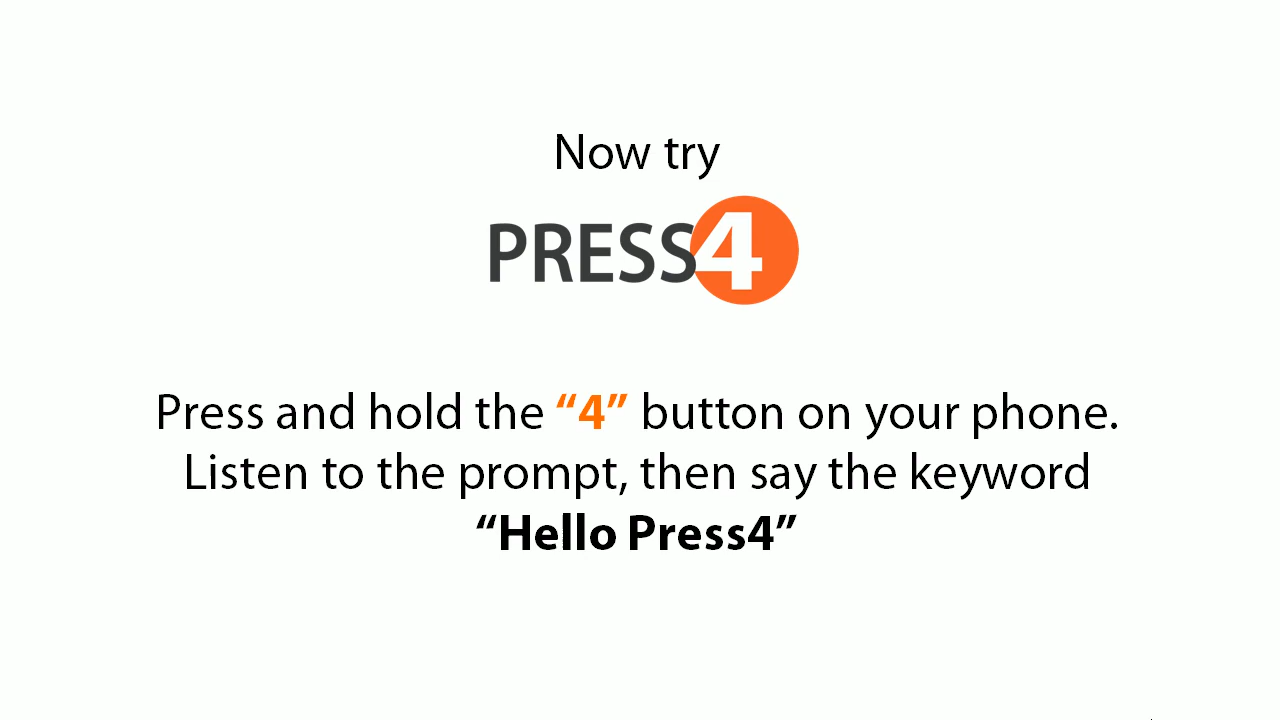 Now try
PRESS4
Press and hold the “4” button on your phone.
Listen to the prompt, then say the keyword
“Hello Press4”